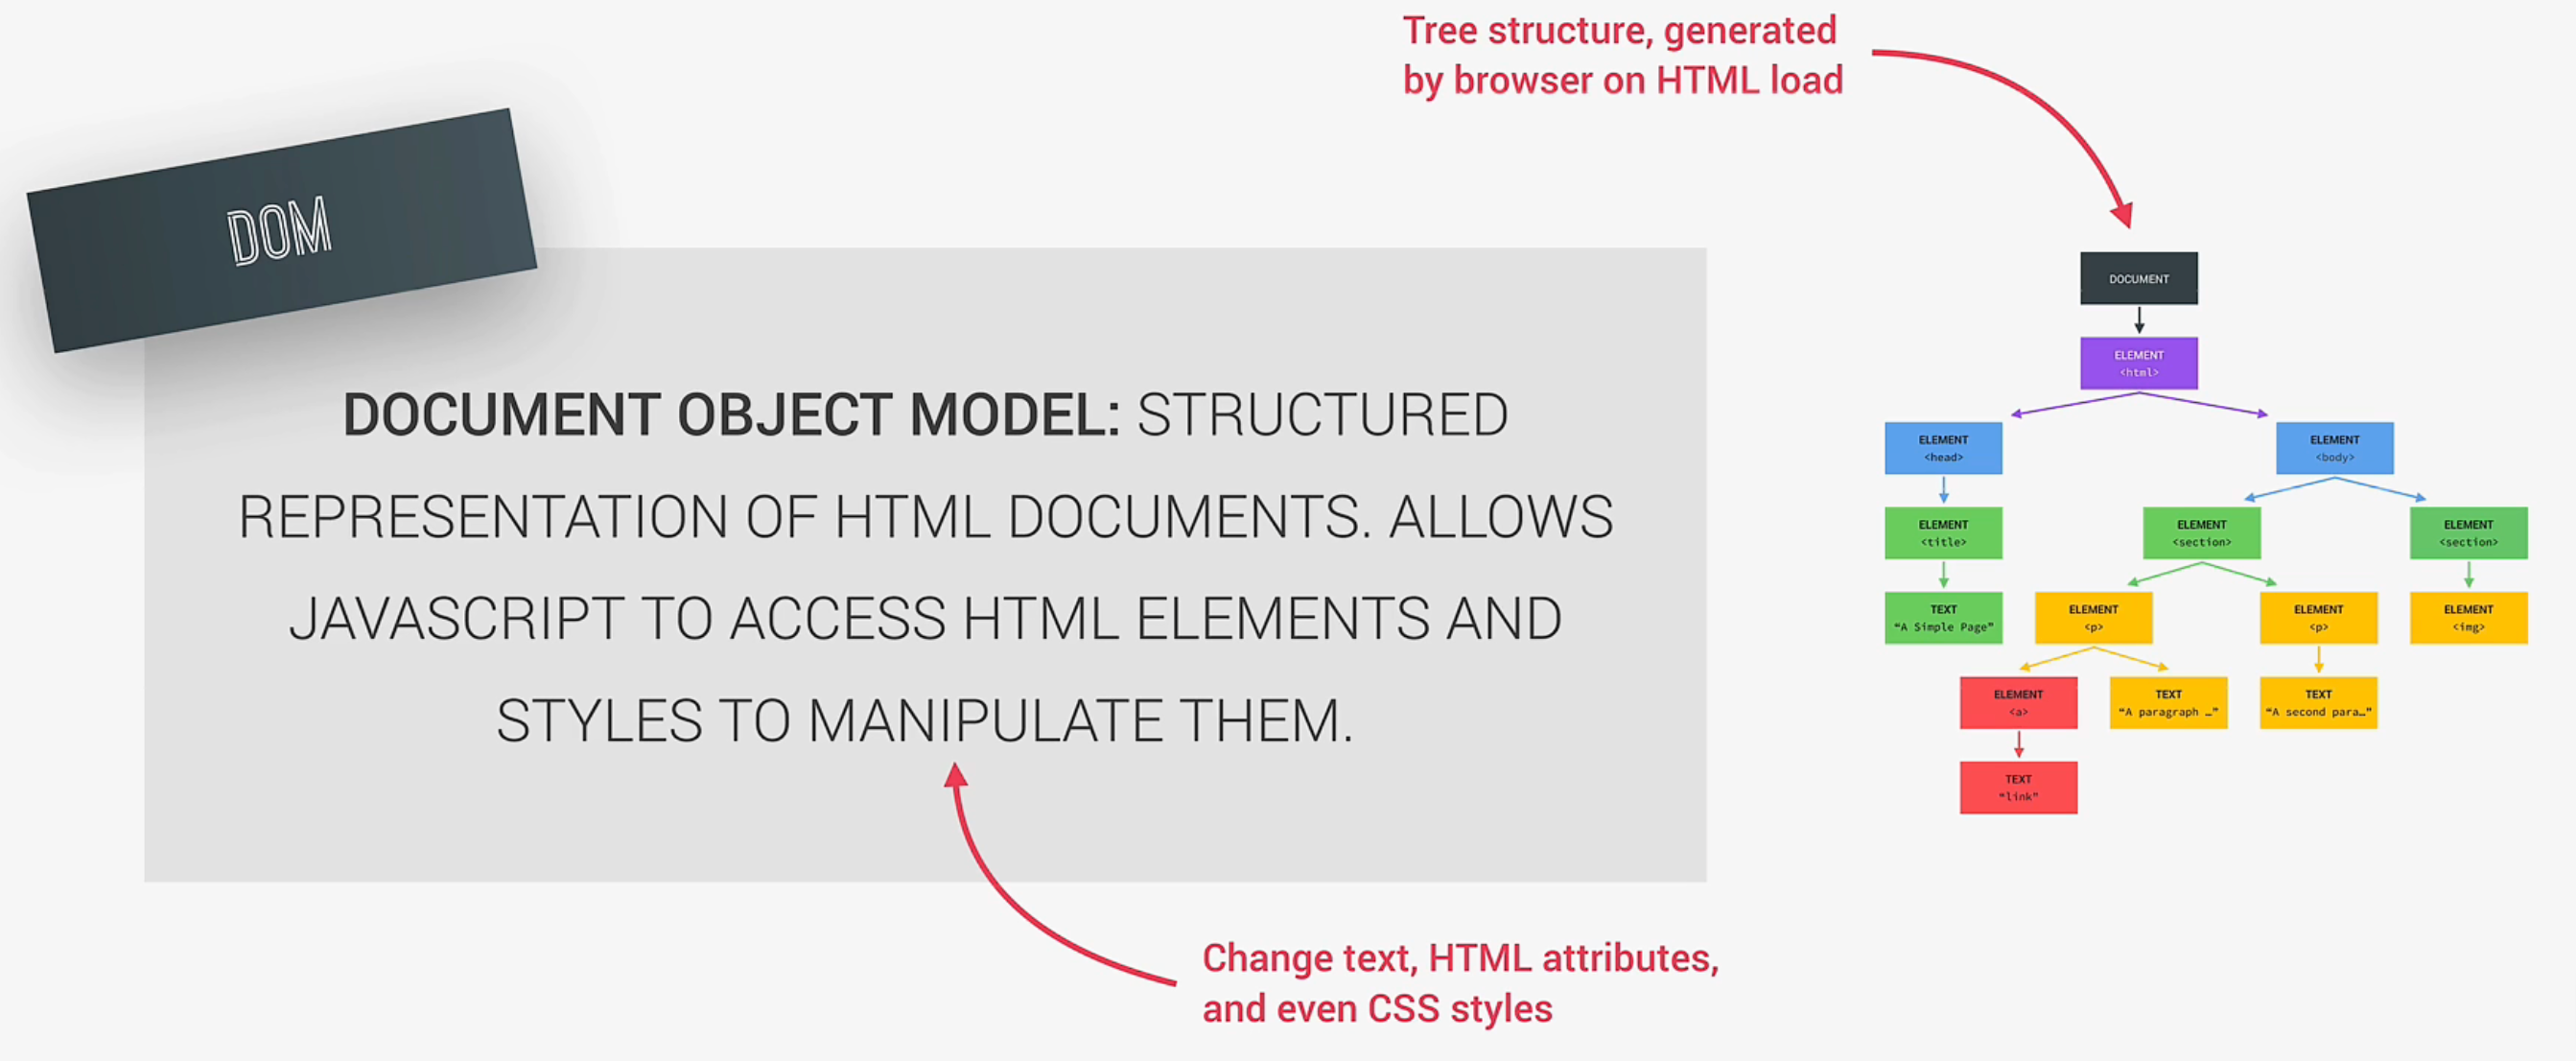 Tree structure, generated
by browser on HTML load
DOM
DOCUMENT OBJECT MODEL: STRUCTURED
REPRESENTATION OF HTML DOCUMENTS. ALLOWS
JAVASCRIPT TO ACCESS HTML ELEMENTS AND
STYLES TO MANIPULATE THEM.
Change text, HTML attributes,
and even CSS styles
DOCUMENT
ELEMENT
<html>
ELEMENT
<head>
ELEMENT
<body>
ELEMENT
<title>
ELEMENT
<section>
ELEMENT
<section>
TEXT
“A Simple Page”
ELEMENT
<p>
ELEMENT
<p>
ELEMENT
<img>
ELEMENT
<a>
TEXT
“A paragraph …”
TEXT
“A second para…”
TEXT
“link”